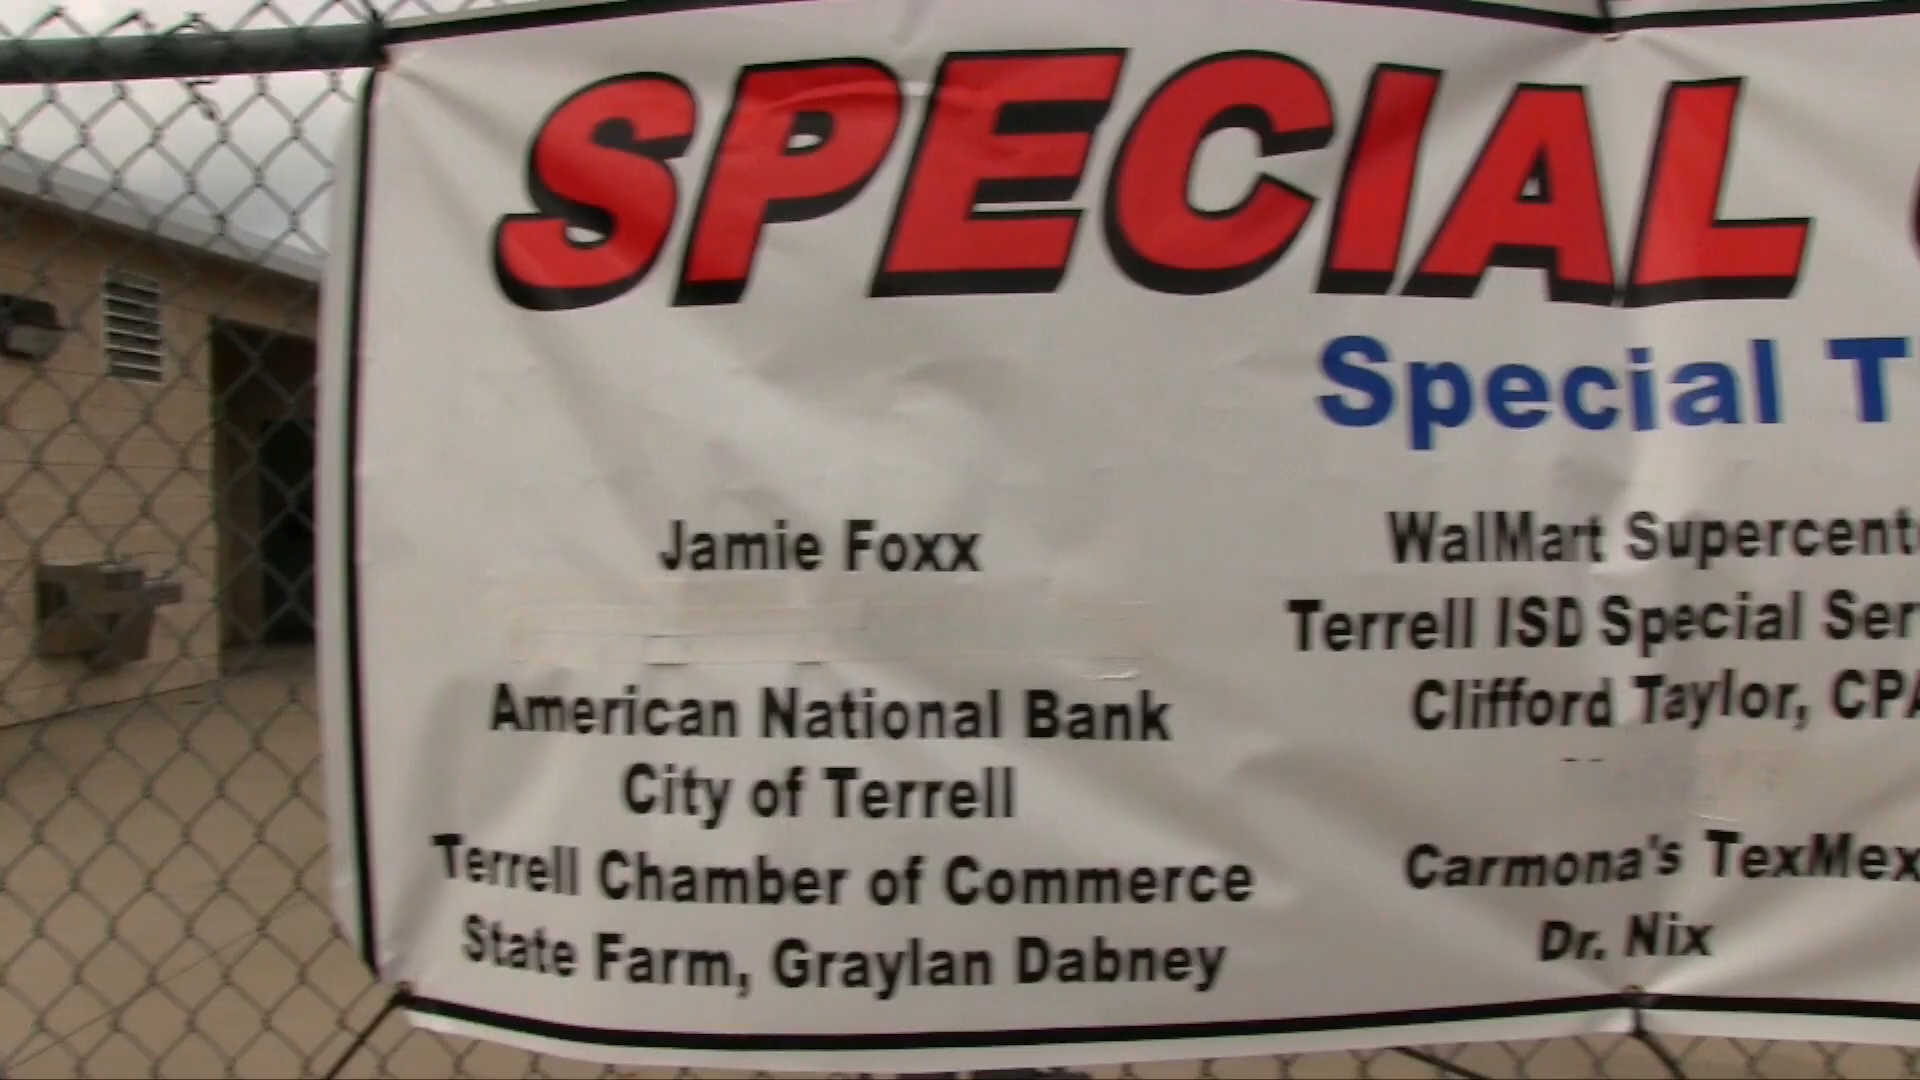 SPECIAL
Special T
Jamie Foxx
American National Bank
City of Terrell
Terrell Chamber of Commerce
State Farm, Graylan Dabney
WalMart Supercent
Terrell ISD Special Ser
Clifford Taylor, CPA
Carmona's TexMex
Dr. Nix